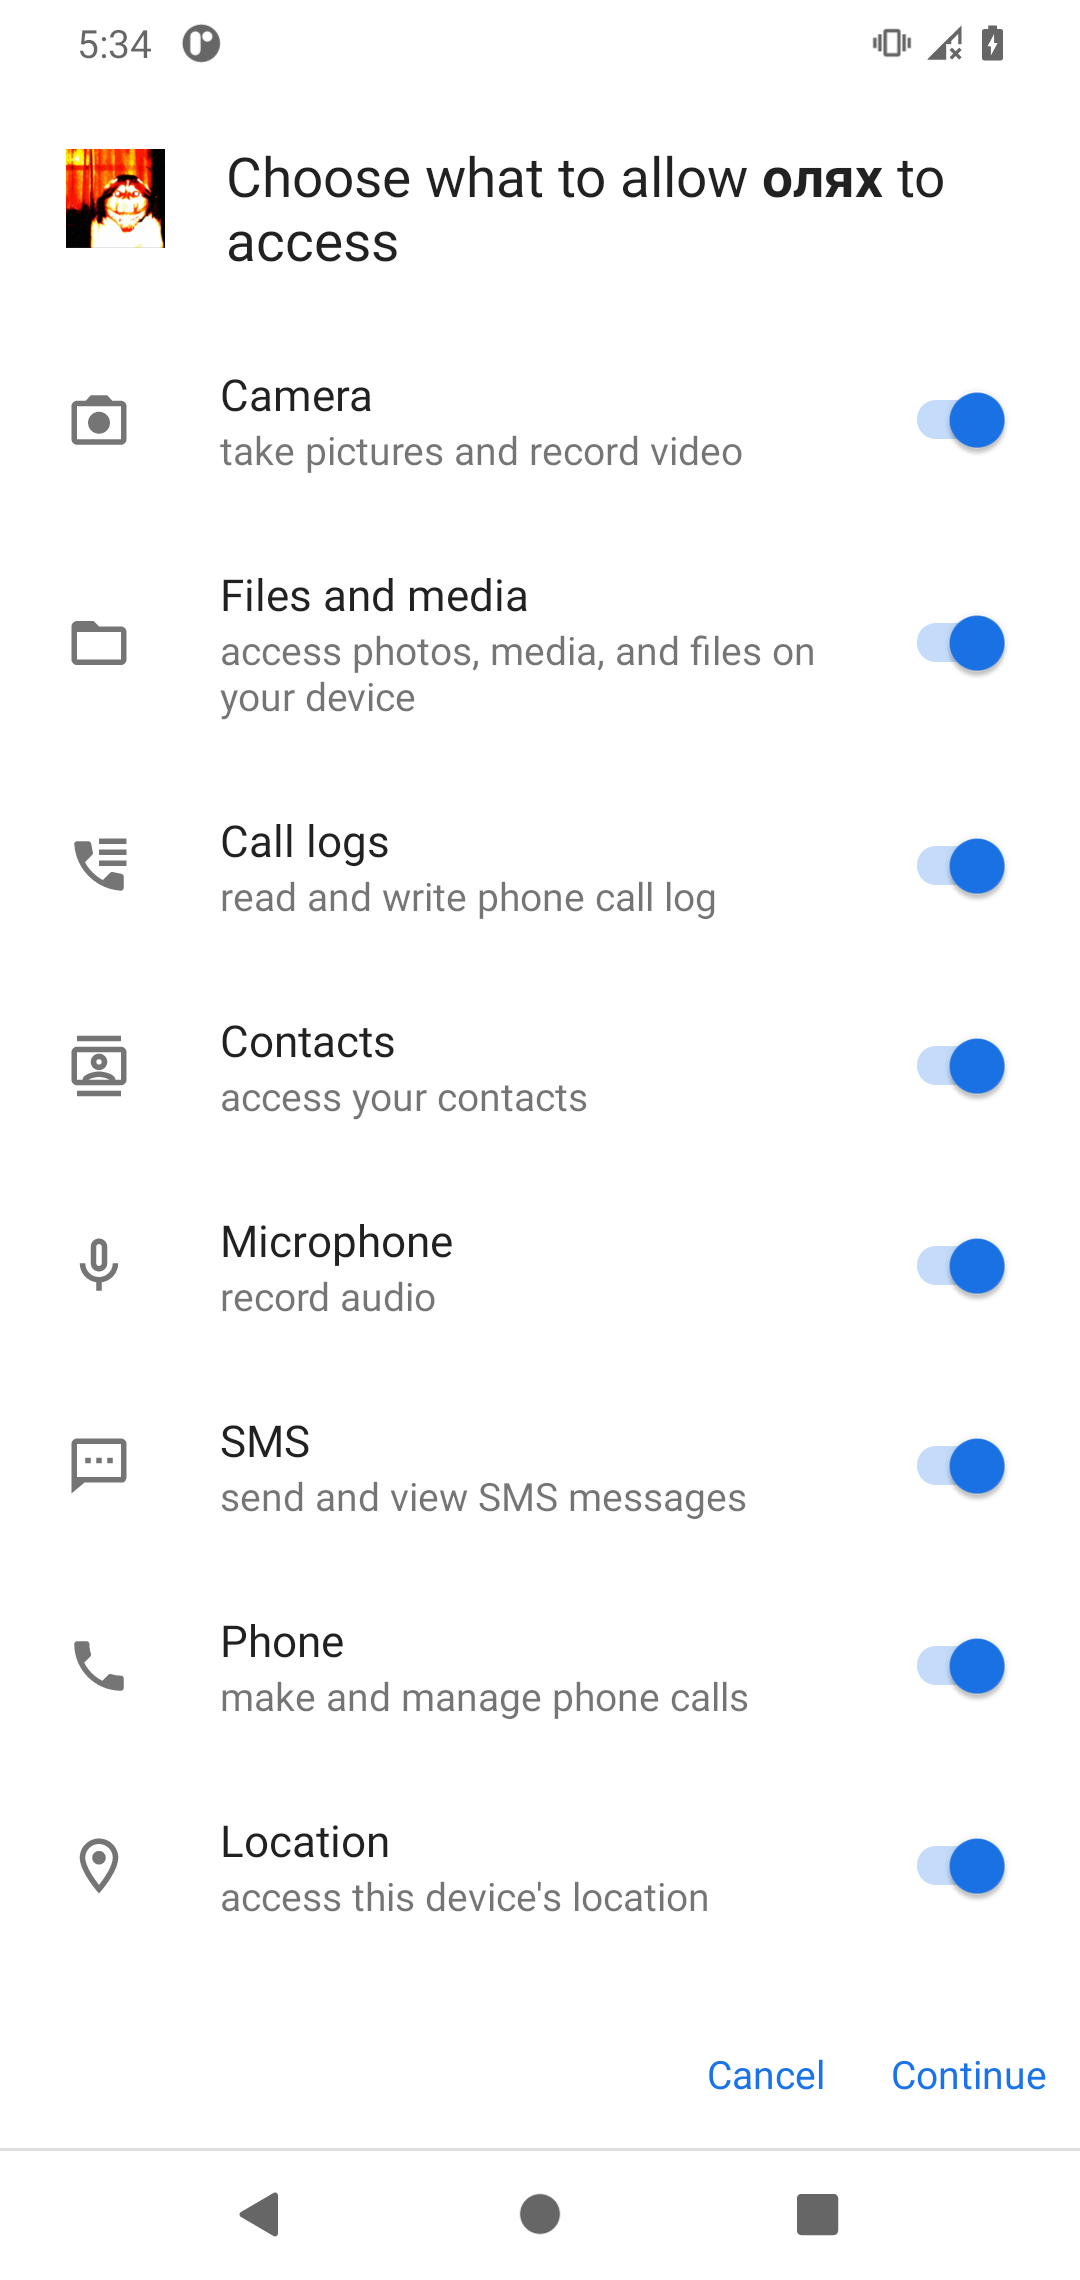 5:34
Choose what to allow олях to
access
Camera
take pictures and record video
Files and media
access photos, media, and files on
your device
Call logs
read and write phone call log
Contacts
access your contacts
Microphone
record audio
SMS
send and view SMS messages
Phone
make and manage phone calls
Location
access this device's location
Cancel Continue